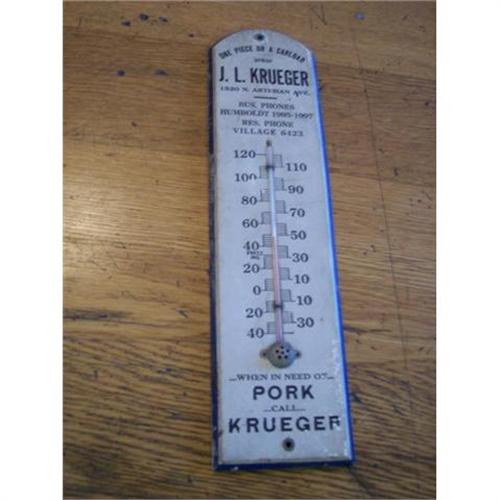 ONE PIECE OR A CARLOAD
J. L. KRUEGER
1820 N. ARTESIAN AVE.
BUS. PHONES
HUMBOLDT 1995-1997
RES. PHONE
VILLAGE 6423
120 110
100 90
80 70
60 50
40 30
20 10
0 10
20 30
40
WHEN IN NEED OF
PORK
CALL
KRUEGER